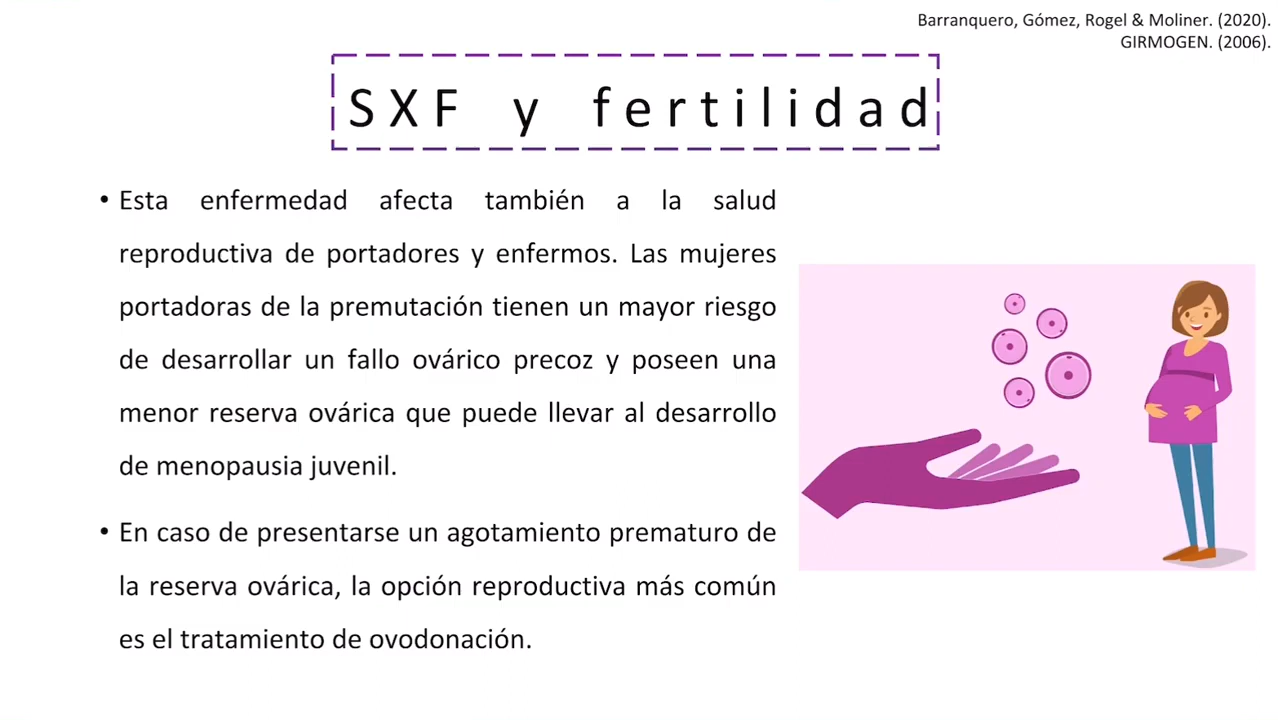 Barranquero, Gómez, Rogel & Moliner. (2020).
GIRMOGEN. (2006).
SXF y fertilidad
• Esta enfermedad afecta también a la salud
reproductiva de portadores y enfermos. Las mujeres
portadoras de la premutación tienen un mayor riesgo
de desarrollar un fallo ovárico precoz y poseen una
menor reserva ovárica que puede llevar al desarrollo
de menopausia juvenil.
• En caso de presentarse un agotamiento prematuro de
la reserva ovárica, la opción reproductiva más común
es el tratamiento de ovodonación.